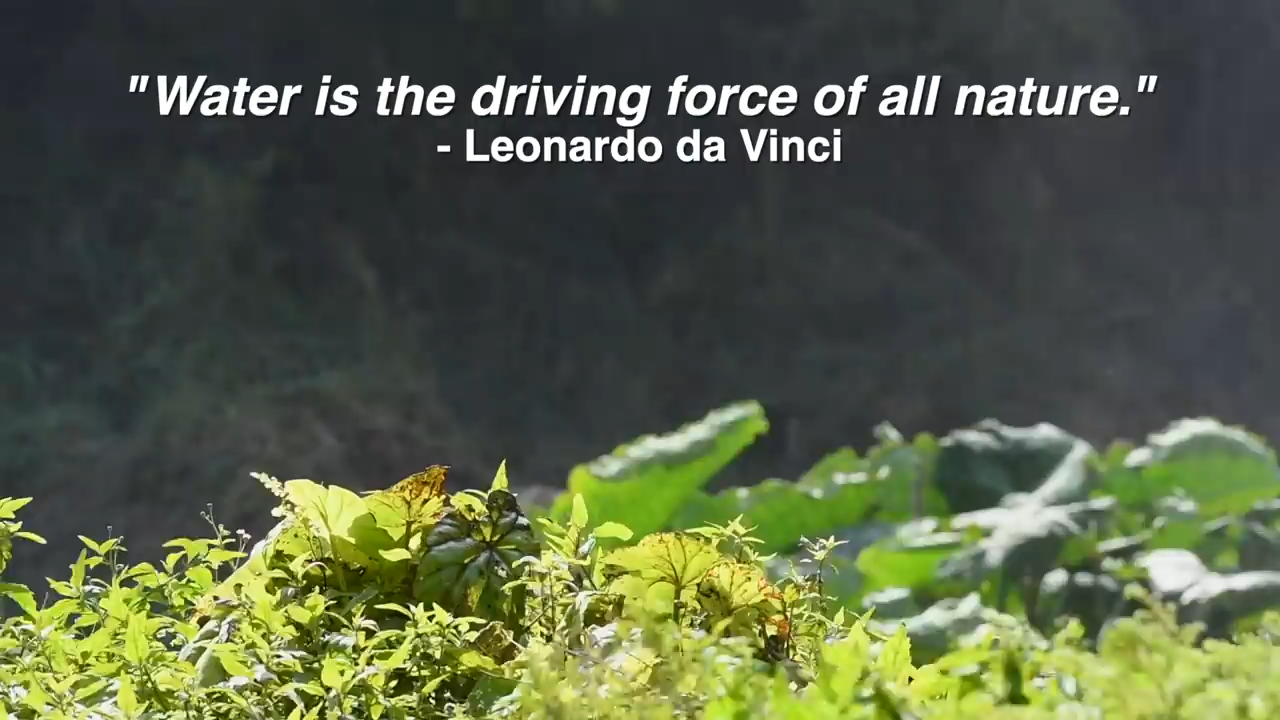 "Water is the driving force of all nature."
- Leonardo da Vinci